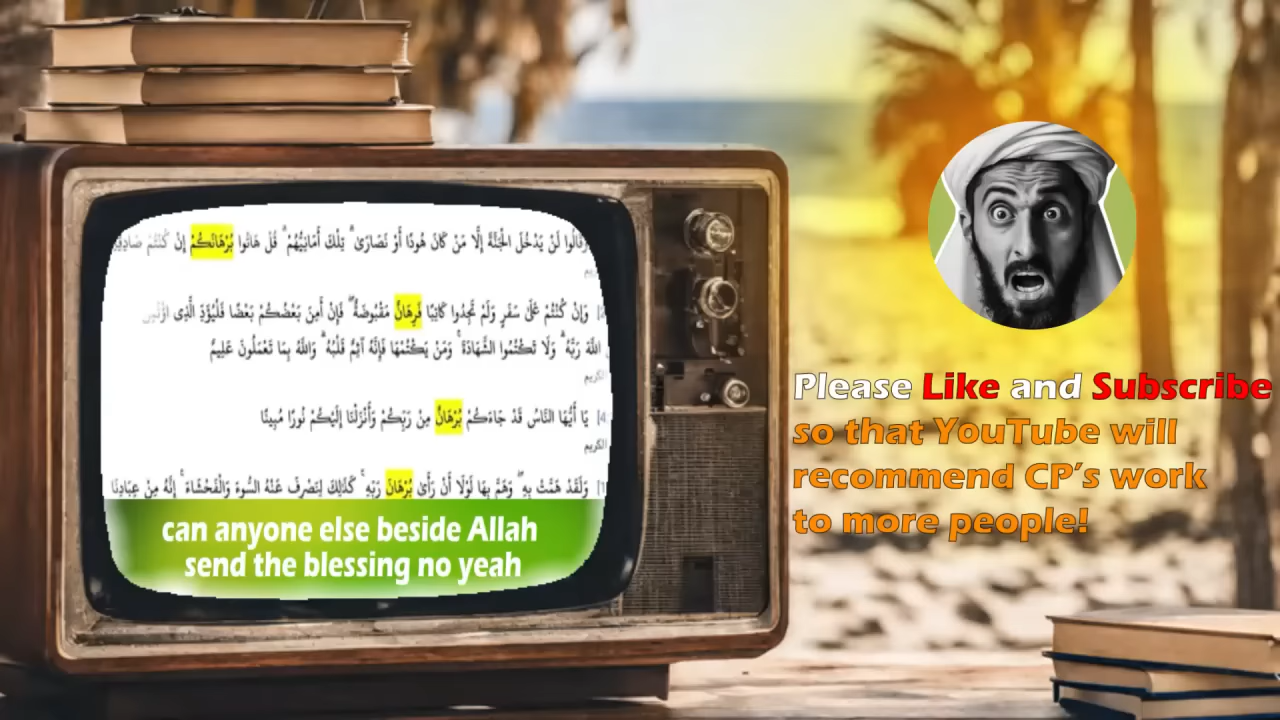 وَقَالُوا لَنْ يَدْخُلَ الْجَنَّةَ إِلَّا مَنْ كَانَ هُودًا أَوْ نَصَارَىٰ ۗ تِلْكَ أَمَانِيُّهُمْ ۗ قُلْ هَاتُوا بُرْهَانَكُمْ إِنْ كُنْتُمْ صَادِقِينَ
وَإِنْ كُنْتُمْ عَلَىٰ سَفَرٍ وَلَمْ تَجِدُوا كَاتِبًا فَرِهَانٌ مَقْبُوضَةٌ ۖ فَإِنْ أَمِنَ بَعْضُكُمْ بَعْضًا فَلْيُؤَدِّ الَّذِي اؤْتُمِنَ
اللَّهَ رَبَّهُ ۗ وَلَا تَكْتُمُوا الشَّهَادَةَ ۚ وَمَنْ يَكْتُمْهَا فَإِنَّهُ آثِمٌ قَلْبُهُ ۗ وَاللَّهُ بِمَا تَعْمَلُونَ عَلِيمٌ
يَا أَيُّهَا النَّاسُ قَدْ جَاءَكُمْ بُرْهَانٌ مِنْ رَبِّكُمْ وَأَنْزَلْنَا إِلَيْكُمْ نُورًا مُبِينًا
وَلَقَدْ هَمَّتْ بِهِ ۖ وَهَمَّ بِهَا لَوْلَا أَنْ رَأَىٰ بُرْهَانَ رَبِّهِ ۚ كَذَٰلِكَ لِنَصْرِفَ عَنْهُ السُّوءَ وَالْفَحْشَاءَ ۚ إِنَّهُ مِنْ عِبَادِنَا
can anyone else beside Allah
send the blessing no yeah
Please Like and Subscribe
so that YouTube will
recommend CP's work
to more people!